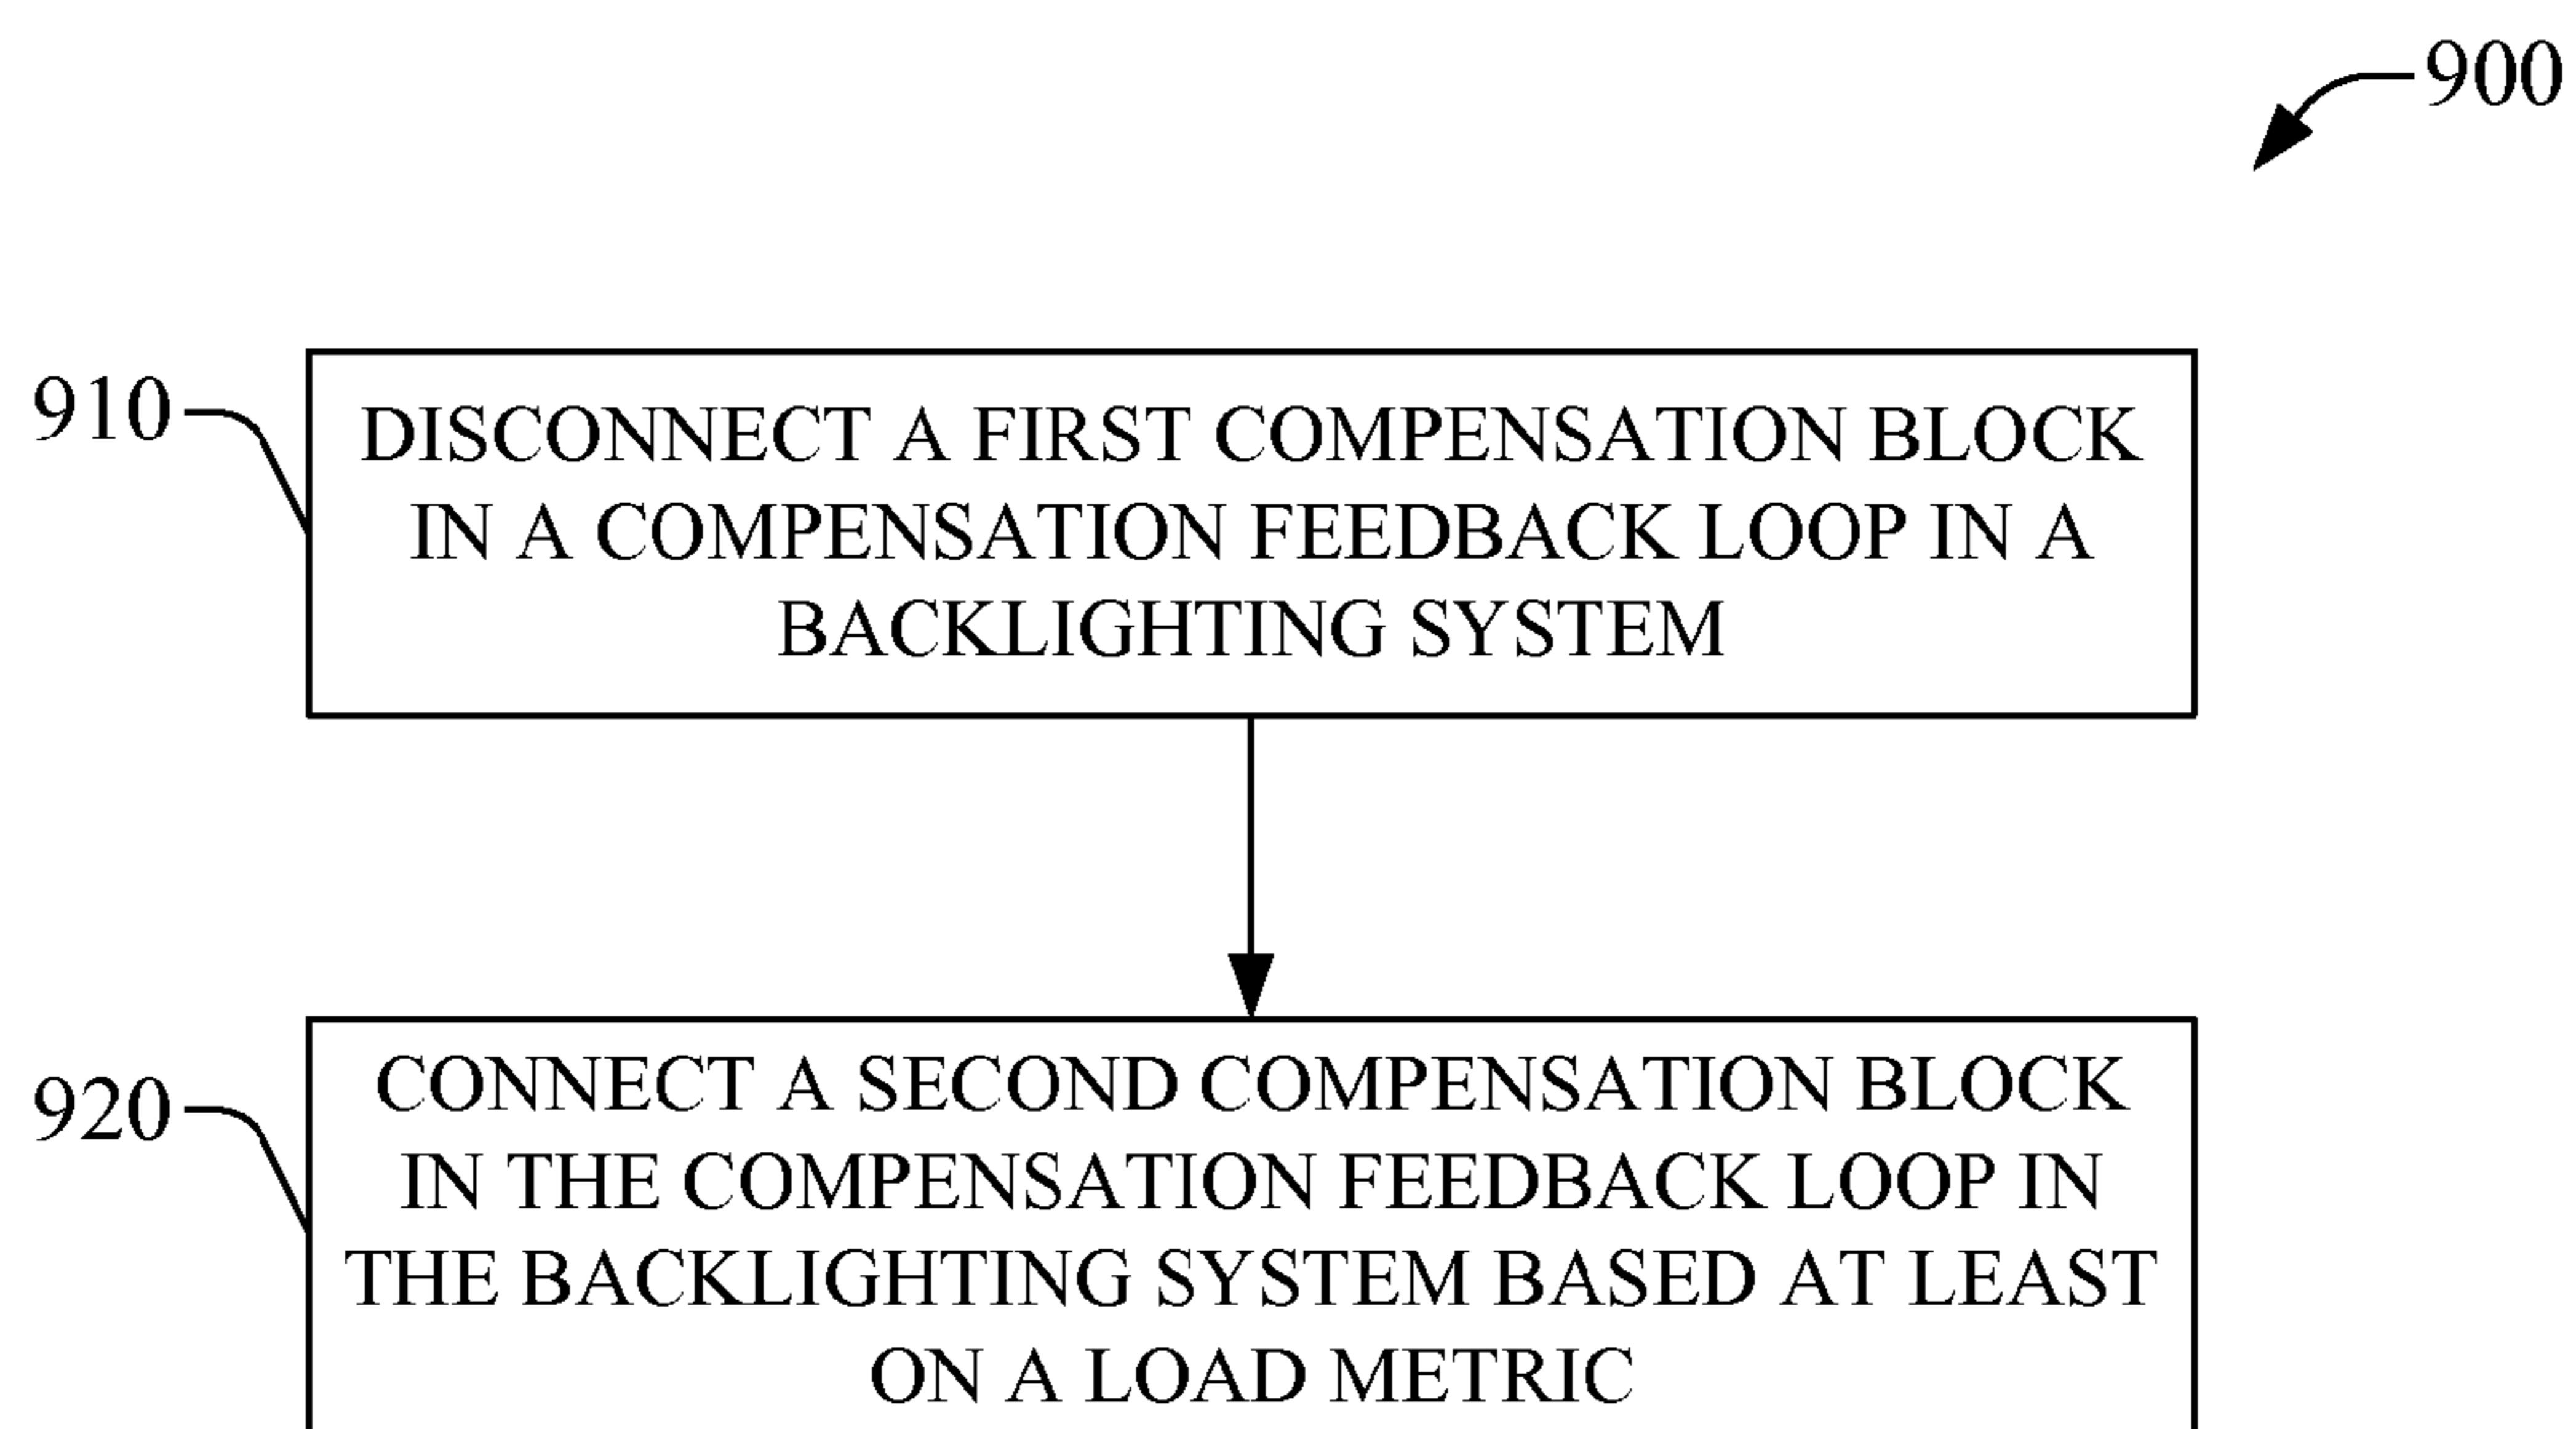 900
910
DISCONNECT A FIRST COMPENSATION BLOCK
IN A COMPENSATION FEEDBACK LOOP IN A
BACKLIGHTING SYSTEM
920
CONNECT A SECOND COMPENSATION BLOCK
IN THE COMPENSATION FEEDBACK LOOP IN
THE BACKLIGHTING SYSTEM BASED AT LEAST
ON A LOAD METRIC